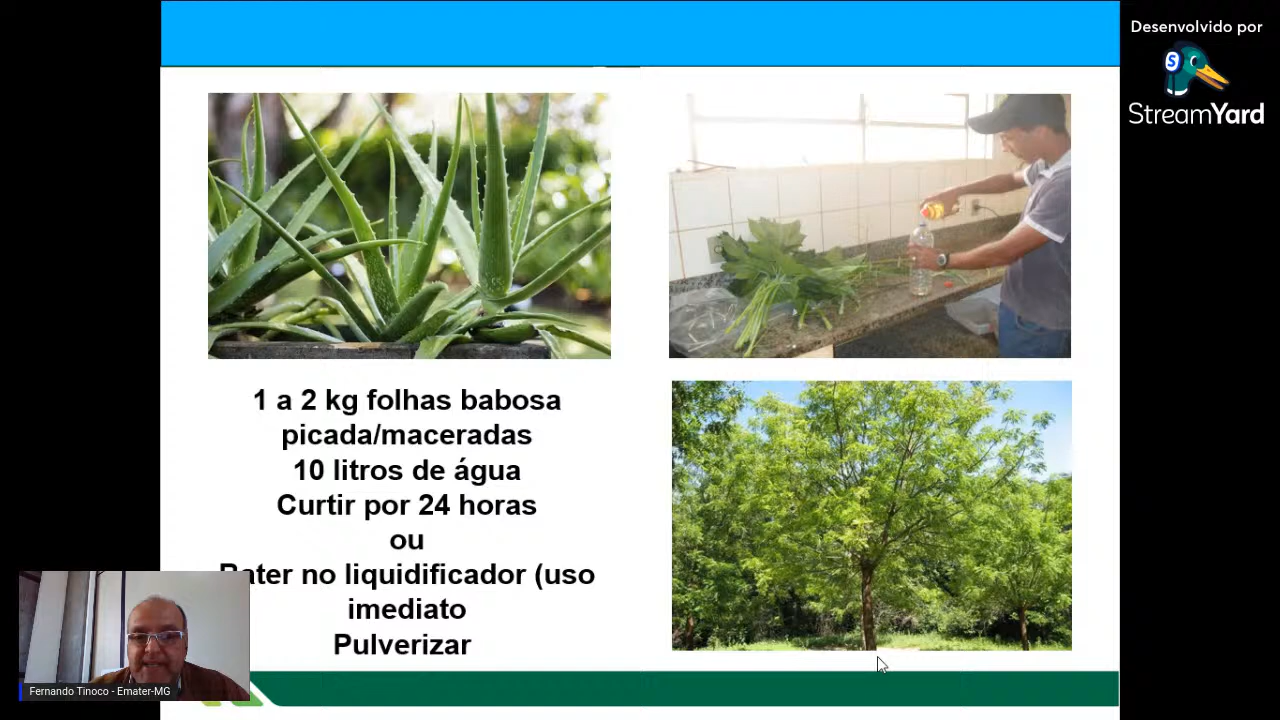 Desenvolvido por
StreamYard
1 a 2 kg folhas babosa
picada/maceradas
10 litros de água
Curtir por 24 horas
ou
Bater no liquidificador (uso
imediato
Pulverizar
Fernando Tinoco - Emater-MG